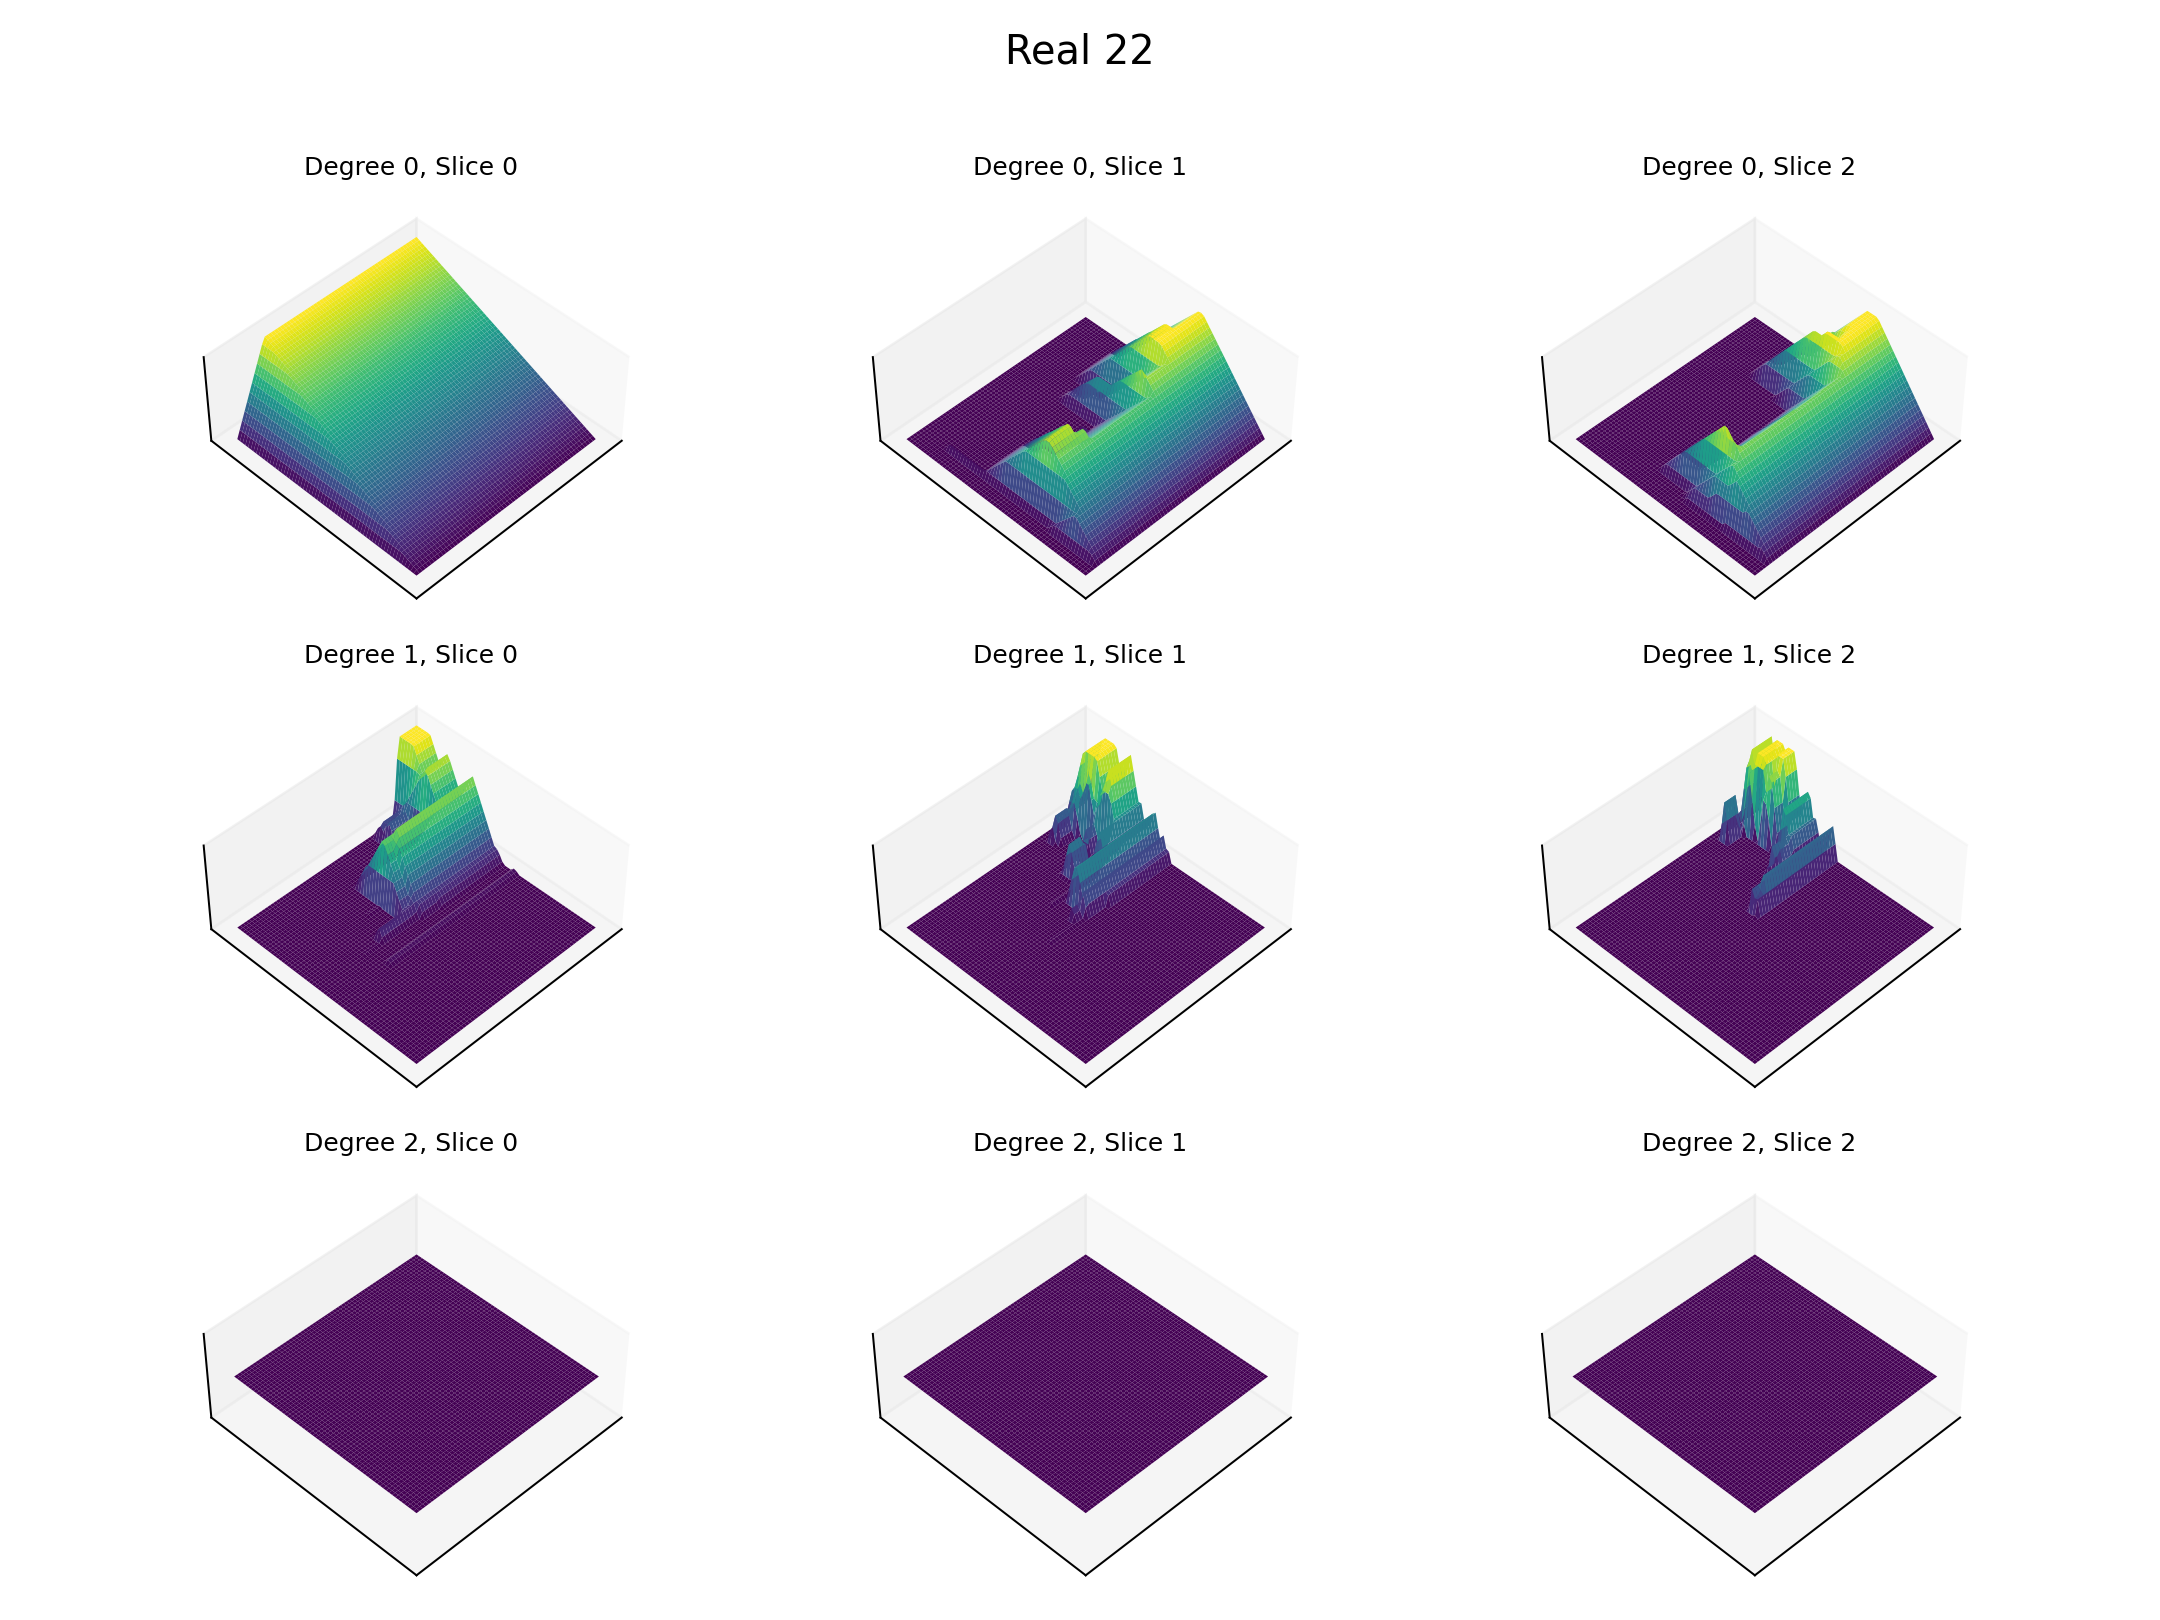 Real 22
Degree 0, Slice 0
Degree 0, Slice 1
Degree 0, Slice 2
Degree 1, Slice 0
Degree 1, Slice 1
Degree 1, Slice 2
Degree 2, Slice 0
Degree 2, Slice 1
Degree 2, Slice 2